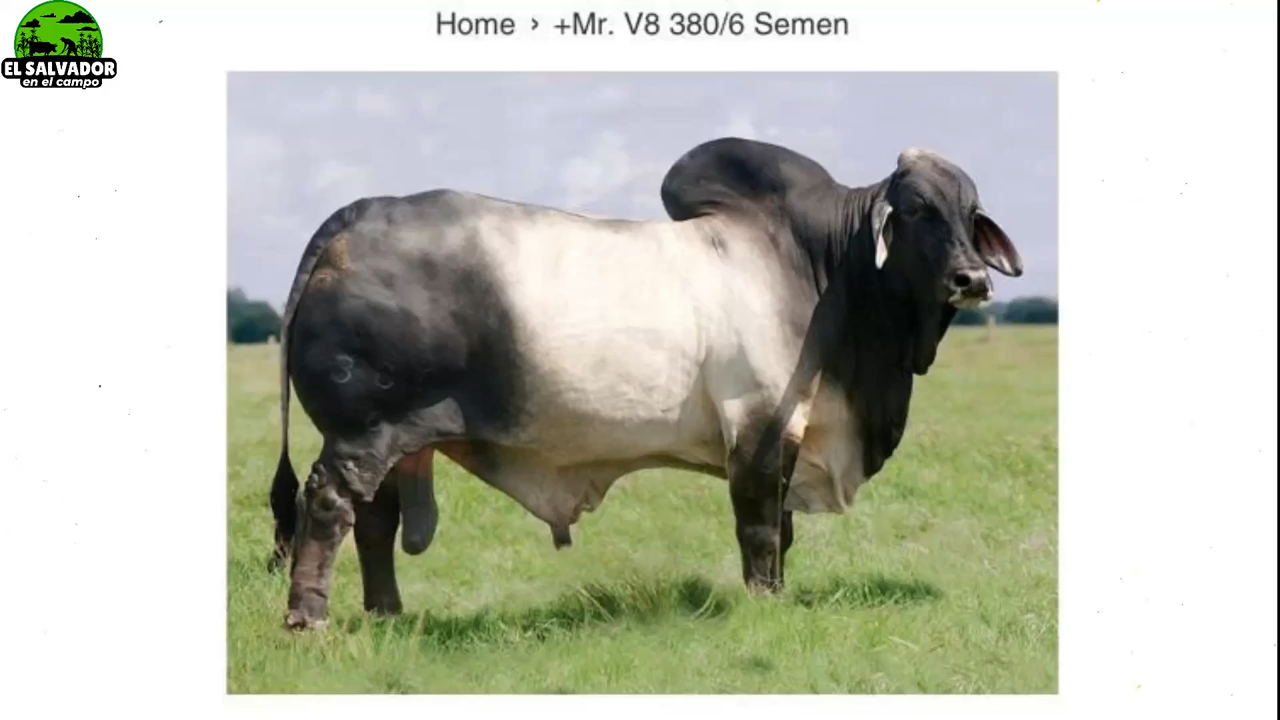 Home › +Mr. V8 380/6 Semen
EL SALVADOR
en el campo
3